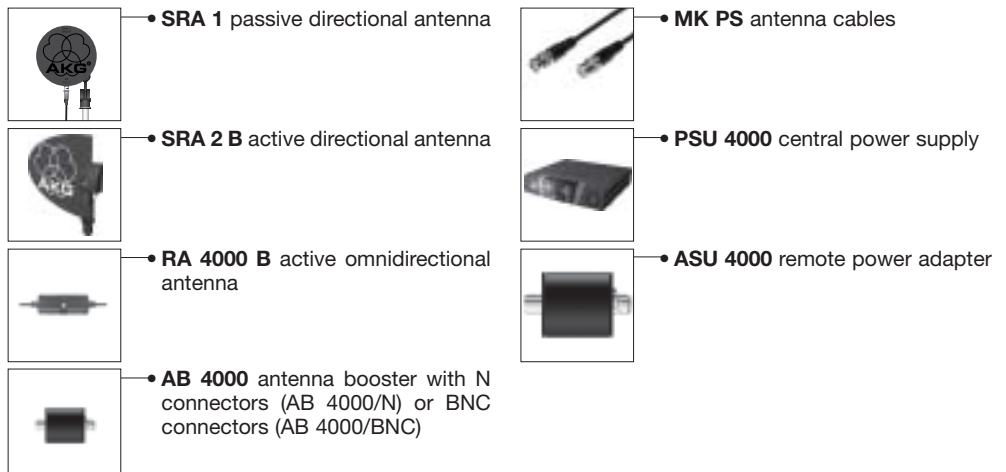 AKG
• SRA 1 passive directional antenna
AKG
• SRA 2 B active directional antenna
• RA 4000 B active omnidirectional
antenna
• AB 4000 antenna booster with N
connectors (AB 4000/N) or BNC
connectors (AB 4000/BNC)
• MK PS antenna cables
• PSU 4000 central power supply
• ASU 4000 remote power adapter